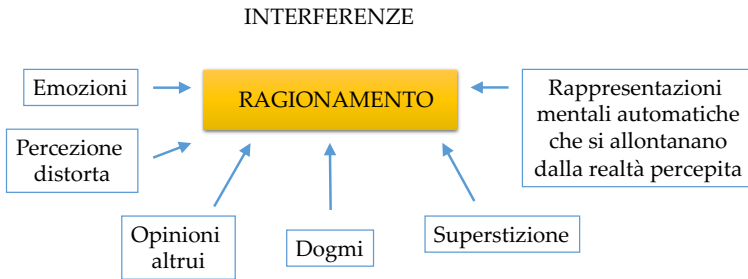 INTERFERENZE
Emozioni
RAGIONAMENTO
Rappresentazioni
mentali automatiche
che si allontanano
dalla realtà percepita
Percezione
distorta
Opinioni
altrui
Dogmi
Superstizione